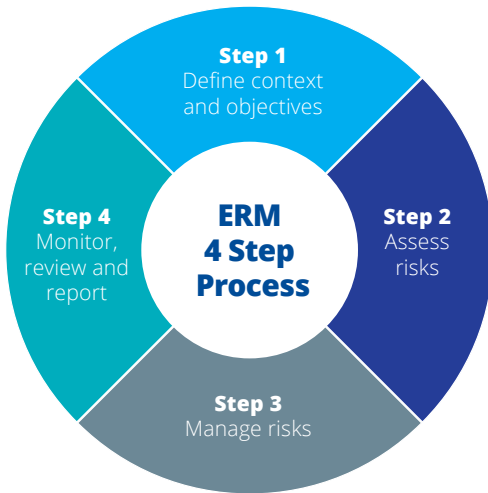 Step 1
Define context
and objectives
Step 2
Assess
risks
Step 3
Manage risks
Step 4
Monitor,
review and
report
ERM
4 Step
Process